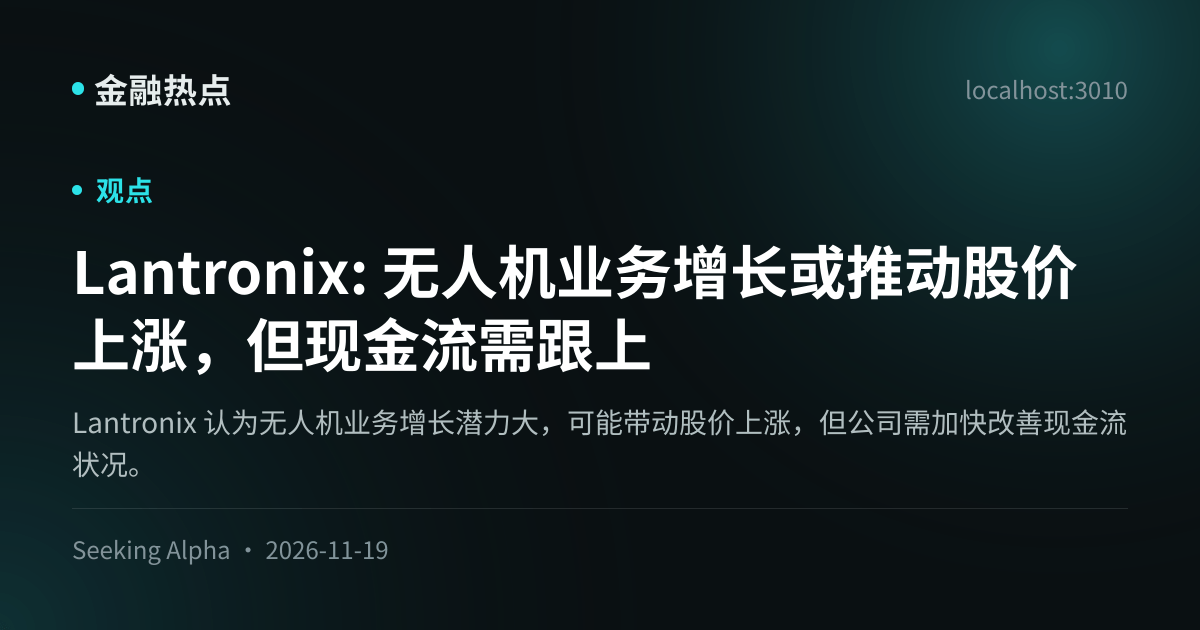 金融热点
localhost:3010
观点
Lantronix: 无人机业务增长或推动股价
上涨，但现金流需跟上
Lantronix 认为无人机业务增长潜力大，可能带动股价上涨，但公司需加快改善现金流
状况。
Seeking Alpha · 2026-11-19